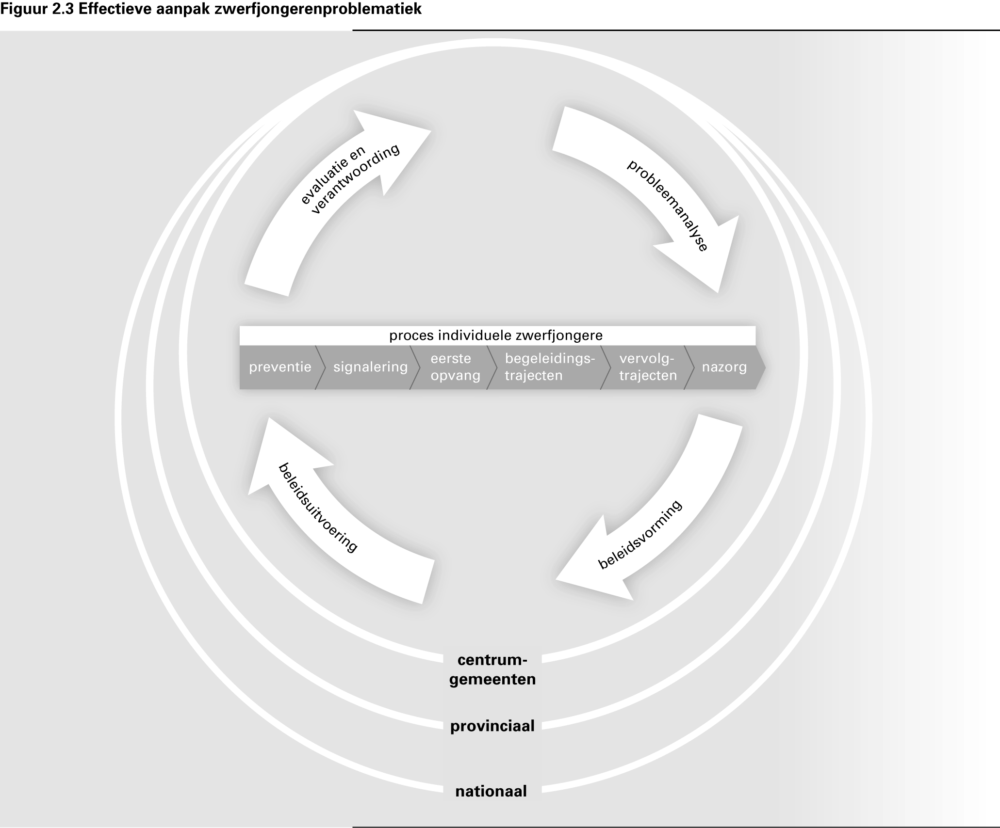 Figuur 2.3 Effectieve aanpak zwerfjongerenproblematiek
evaluatie en
verantwoording
probleemanalyse
proces individuele zwerfjongere
preventie
signalering
eerste
opvang
begeleidings-
trajecten
vervolg-
trajecten
nazorg
beleidsuitvoering
beleidsvorming
centrum-
gemeenten
provinciaal
nationaal